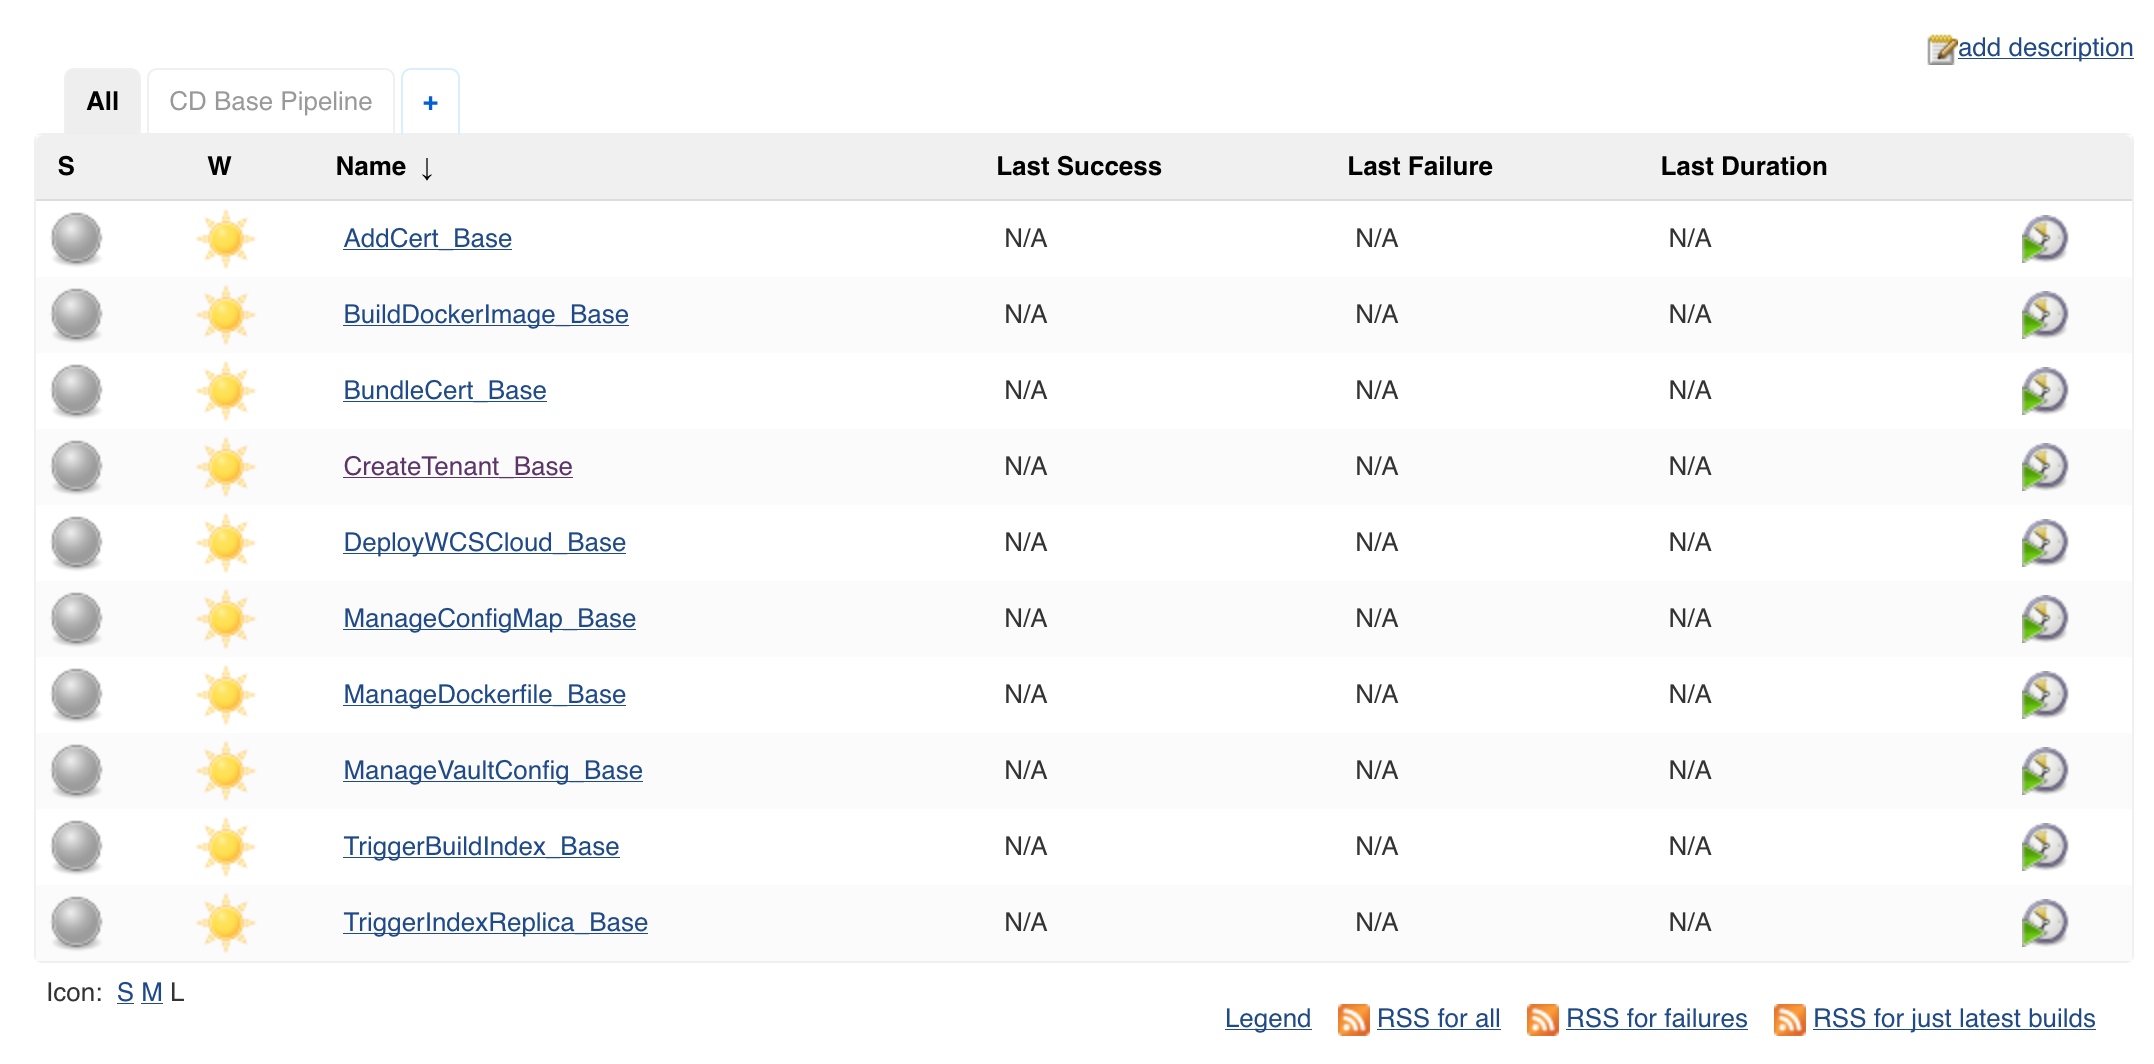 add description
All CD Base Pipeline +
S W Name ↓ Last Success Last Failure Last Duration
AddCert_Base N/A N/A N/A
BuildDockerImage_Base N/A N/A N/A
BundleCert_Base N/A N/A N/A
CreateTenant_Base N/A N/A N/A
DeployWCSCloud_Base N/A N/A N/A
ManageConfigMap_Base N/A N/A N/A
ManageDockerfile_Base N/A N/A N/A
ManageVaultConfig_Base N/A N/A N/A
TriggerBuildIndex_Base N/A N/A N/A
TriggerIndexReplica_Base N/A N/A N/A
Icon: S M L
Legend RSS for all RSS for failures RSS for just latest builds